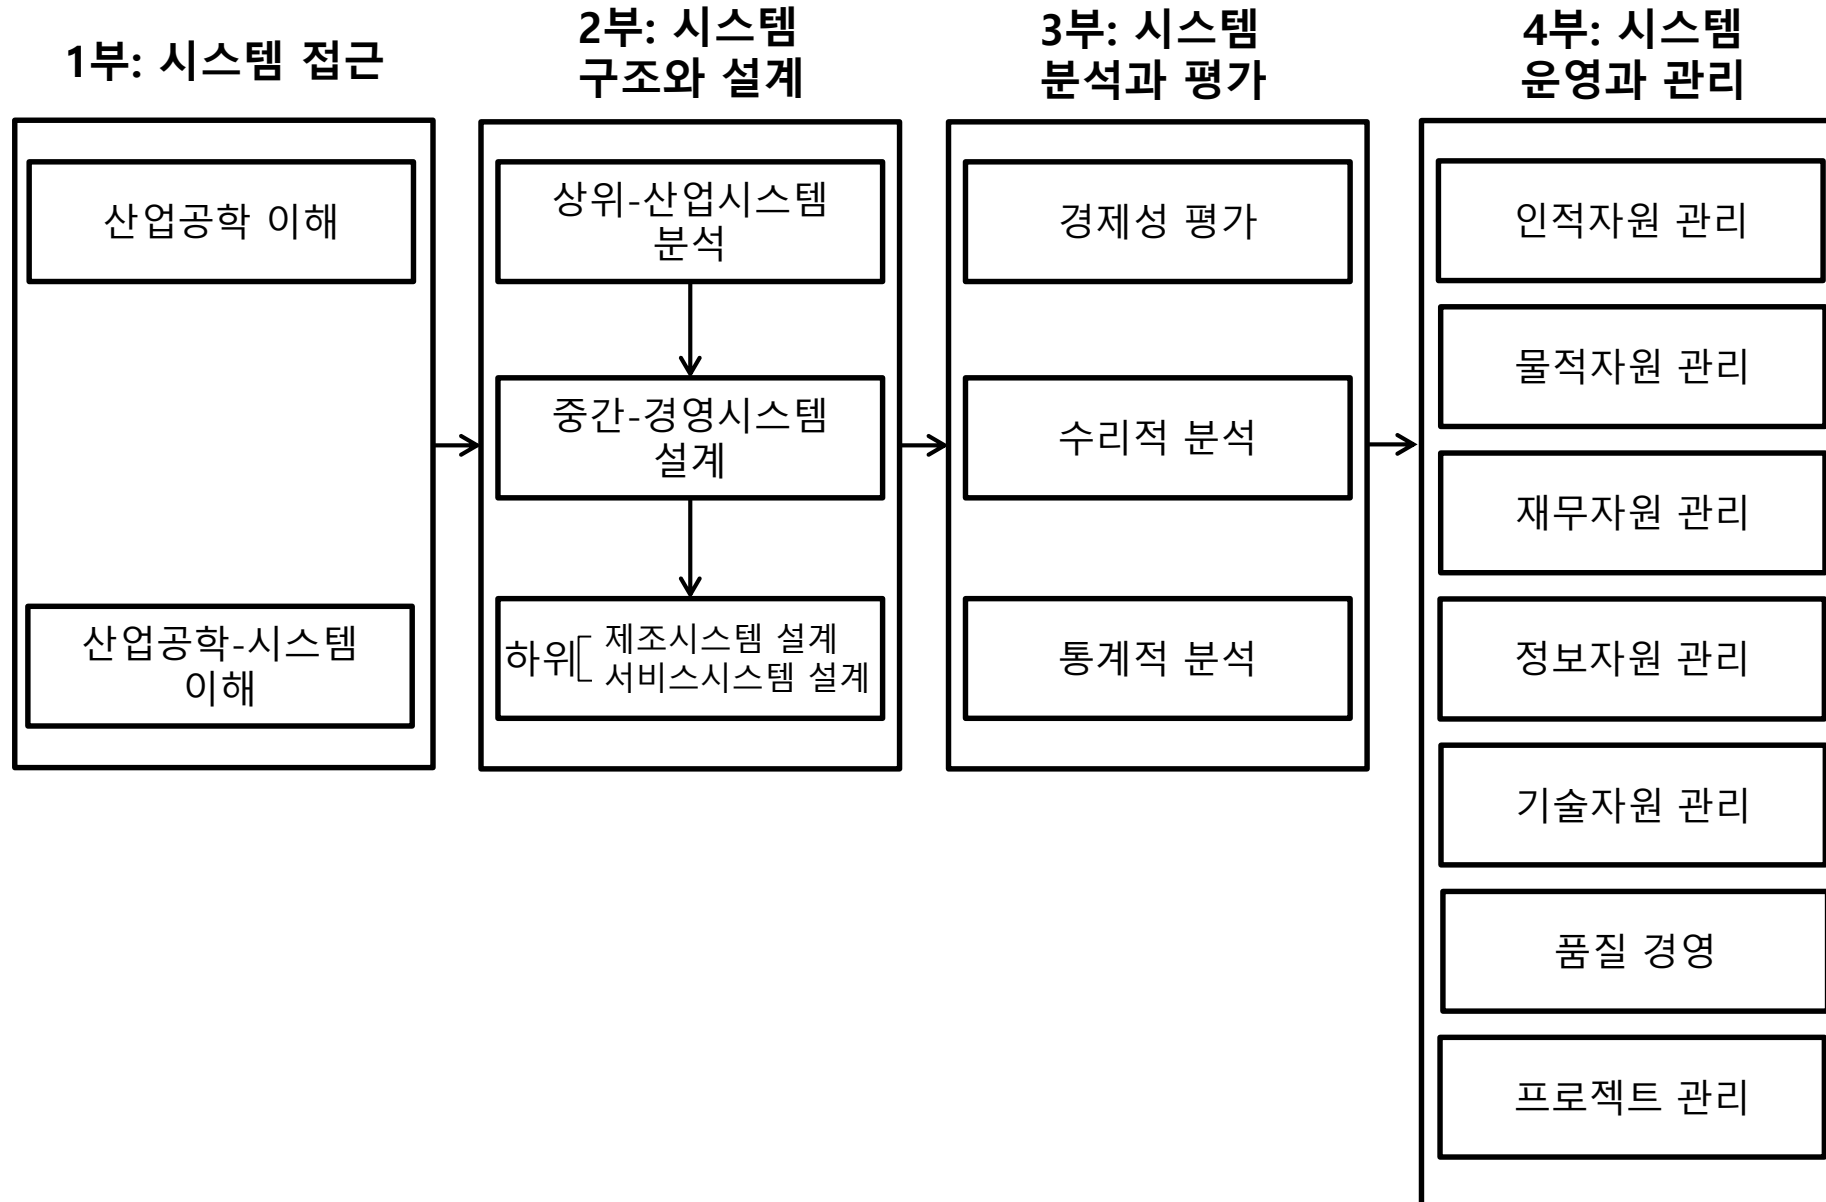 1부: 시스템 접근
산업공학 이해
산업공학-시스템
이해
2부: 시스템
구조와 설계
상위-산업시스템
분석
중간-경영시스템
설계
하위
제조시스템 설계
서비스시스템 설계
3부: 시스템
분석과 평가
경제성 평가
수리적 분석
통계적 분석
4부: 시스템
운영과 관리
인적자원 관리
물적자원 관리
재무자원 관리
정보자원 관리
기술자원 관리
품질 경영
프로젝트 관리